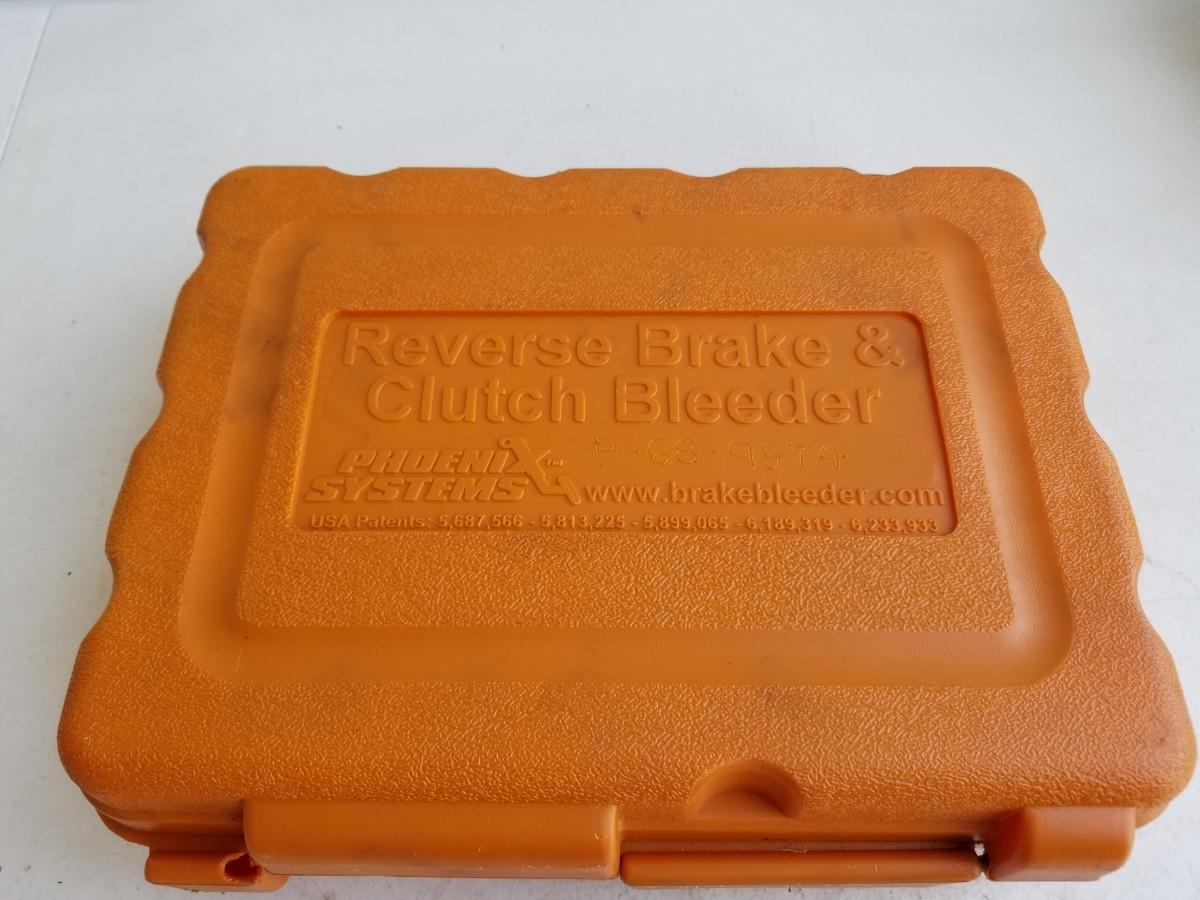 Reverse Brake &
Clutch Bleeder
PHOENIX™
SYSTEMS
P-68-9574
www.brakebleeder.com
USA Patents: 5,687,566 - 5,813,225 - 5,899,065 - 6,189,319 - 6,233,933